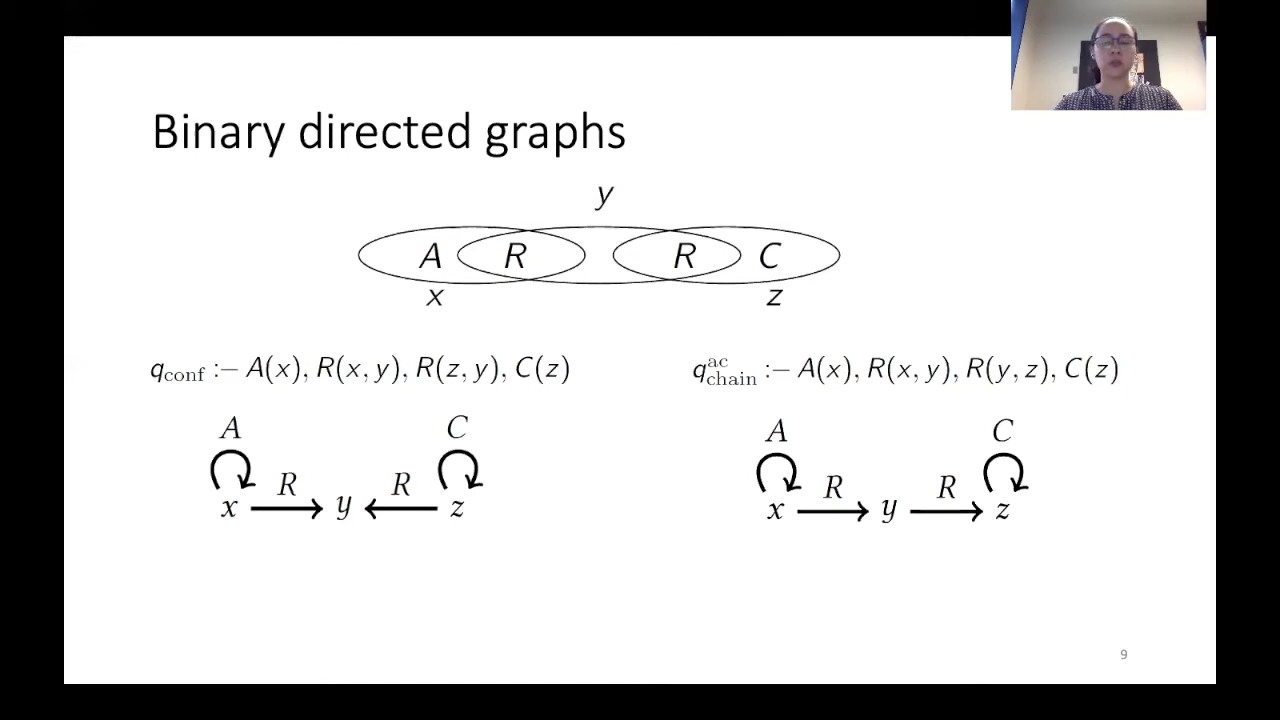 Binary directed graphs
y
A R R C
x z
q_conf :– A(x), R(x, y), R(z, y), C(z)
A C
R R
x y z
q^ac_chain :– A(x), R(x, y), R(y, z), C(z)
A C
R R
x y z
9